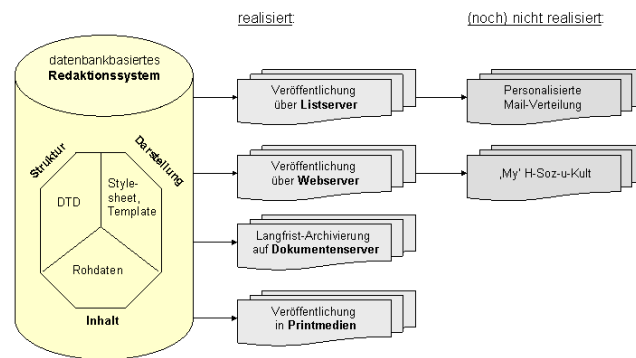 realisiert:
(noch) nicht realisiert:
datenbankbasiertes
Redaktionssystem
Struktur
Darstellung
DTD
Style-
sheet,
Template
Rohdaten
Inhalt
Veröffentlichung
über Listserver
Personalisierte
Mail-Verteilung
Veröffentlichung
über Webserver
‚My' H-Soz-u-Kult
Langfrist-Archivierung
auf Dokumentenserver
Veröffentlichung
in Printmedien